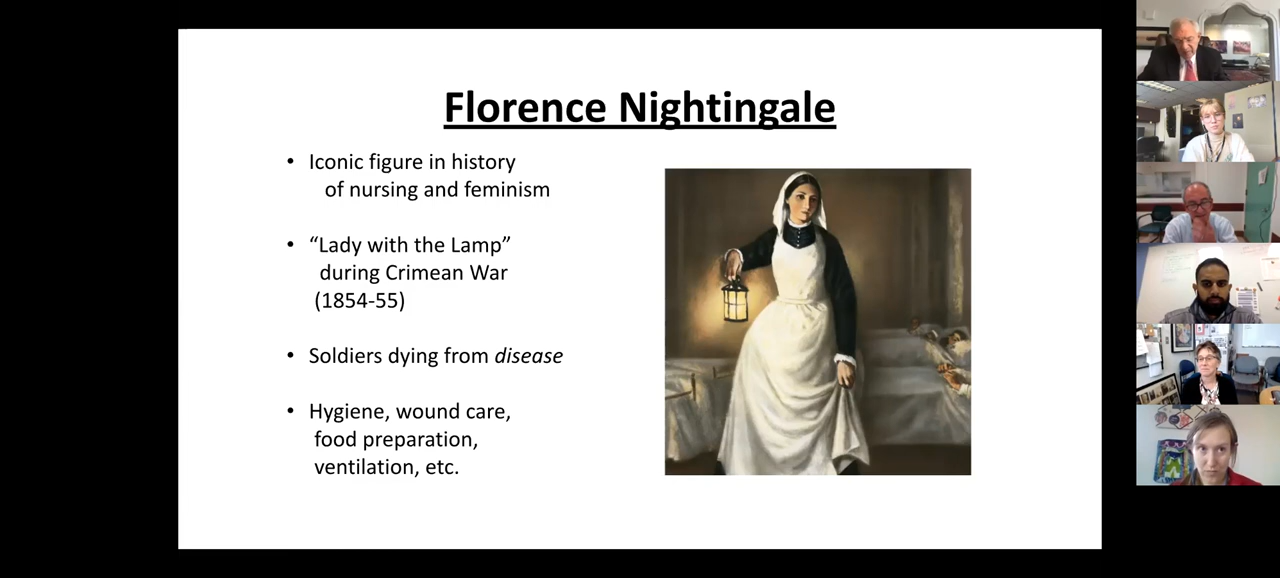 Florence Nightingale
• Iconic figure in history
of nursing and feminism
• “Lady with the Lamp”
during Crimean War
(1854-55)
• Soldiers dying from disease
• Hygiene, wound care,
food preparation,
ventilation, etc.